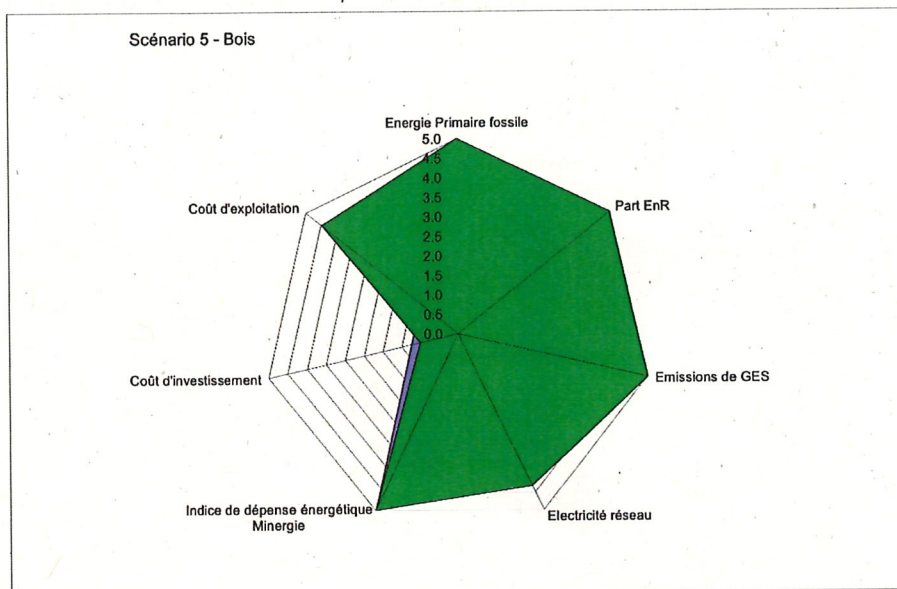 Scénario 5 - Bois
Energie Primaire fossile
5.0
4.5
4.0
3.5
3.0
2.5
2.0
1.5
1.0
0.5
0.0
Part EnR
Coût d'exploitation
Emissions de GES
Coût d'investissement
Electricité réseau
Indice de dépense énergétique
Minergie